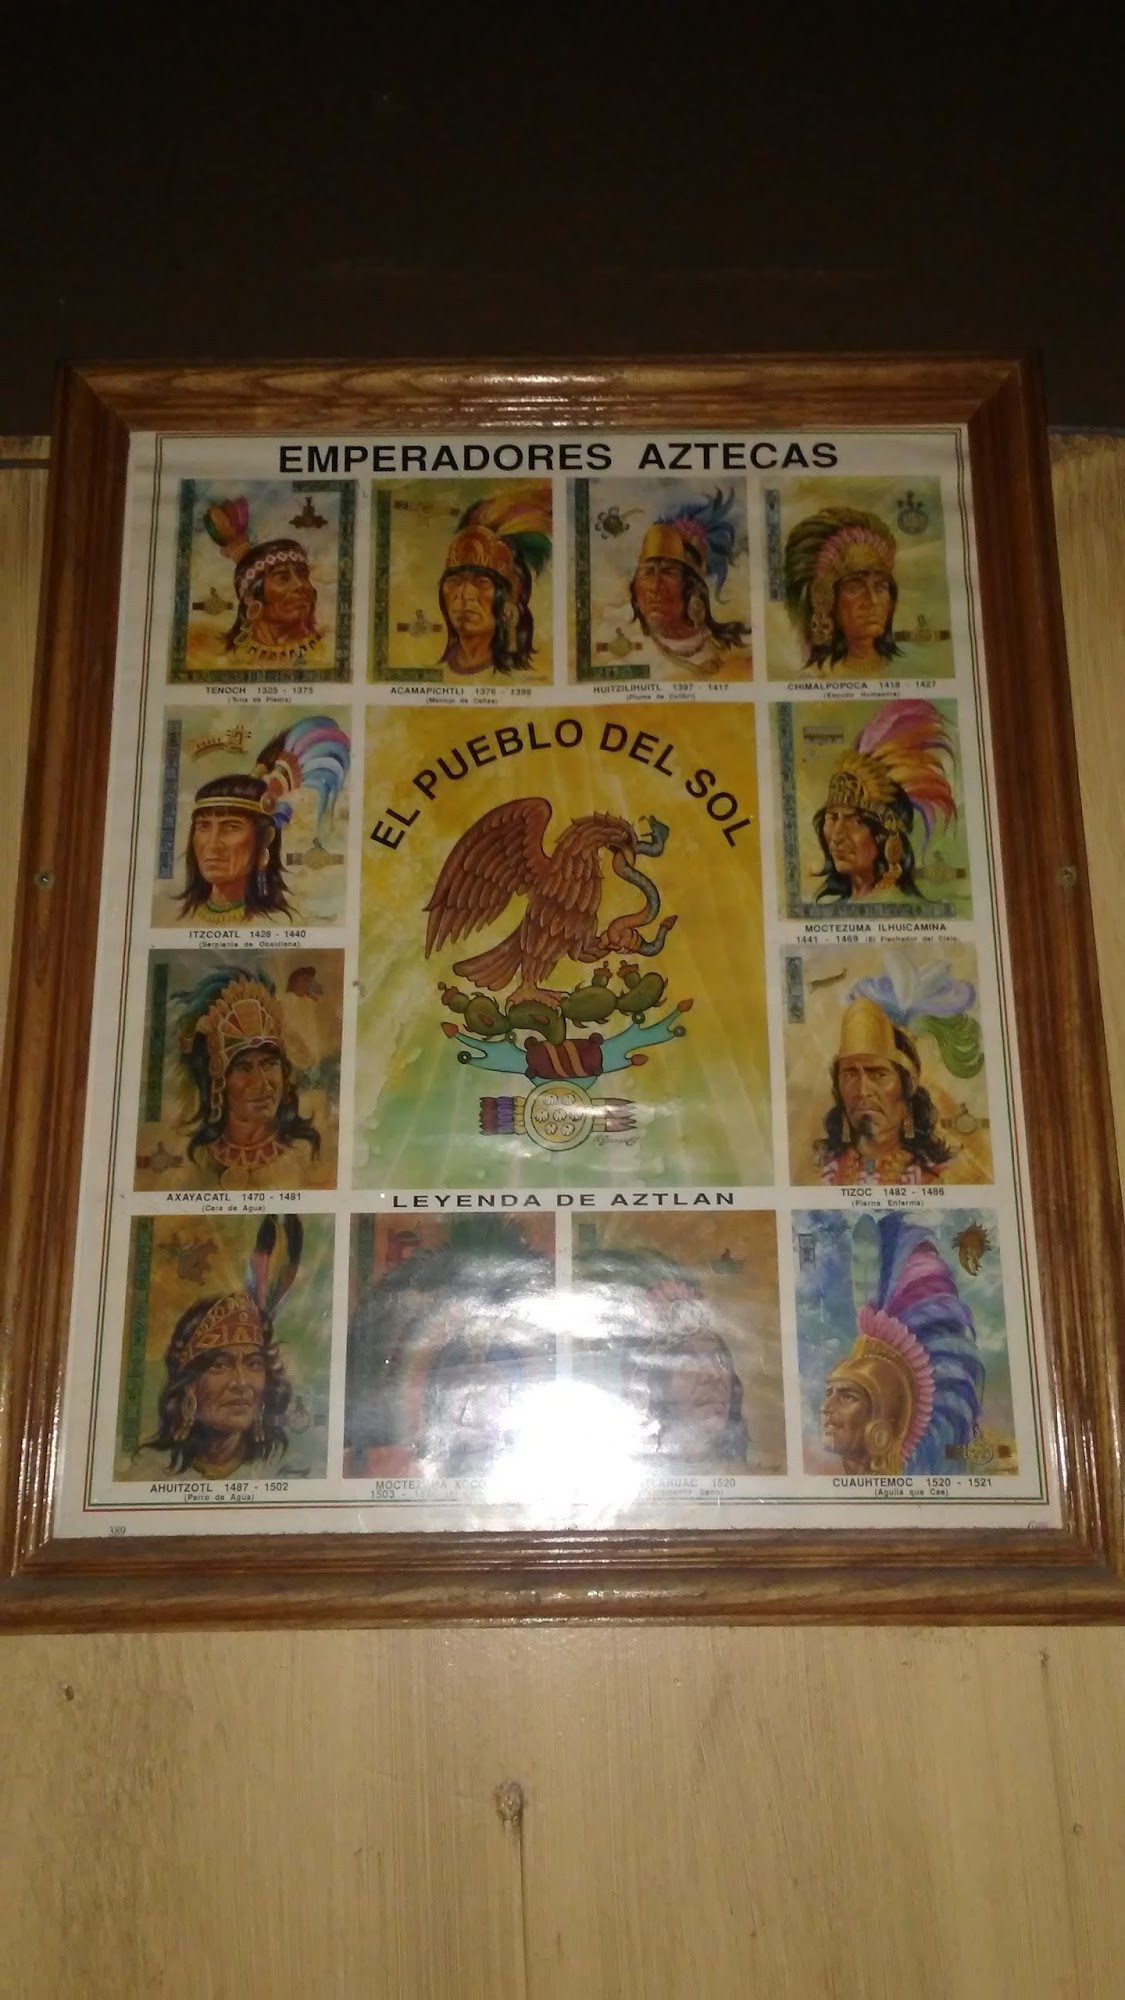 EMPERADORES AZTECAS
TENOCH 1325 - 1375
(Tuna de Piedra)
ACAMAPICHTLI 1376 - 1396
(Manojo de Cañas)
HUITZILIHUITL 1397 - 1417
(Pluma de Colibrí)
CHIMALPOPOCA 1418 - 1427
(Escudo Humeante)
EL PUEBLO DEL SOL
ITZCOATL 1428 - 1440
(Serpiente de Obsidiana)
MOCTEZUMA ILHUICAMINA
1441 - 1469 (El Flechador del Cielo)
AXAYACATL 1470 - 1481
(Cara de Agua)
LEYENDA DE AZTLAN
TIZOC 1482 - 1486
(Pierna Enferma)
AHUITZOTL 1487 - 1502
(Perro de Agua)
MOCTEZUMA XOCO
1503 -
1520
CUAUHTEMOC 1520 - 1521
(Aguila que Cae)
389